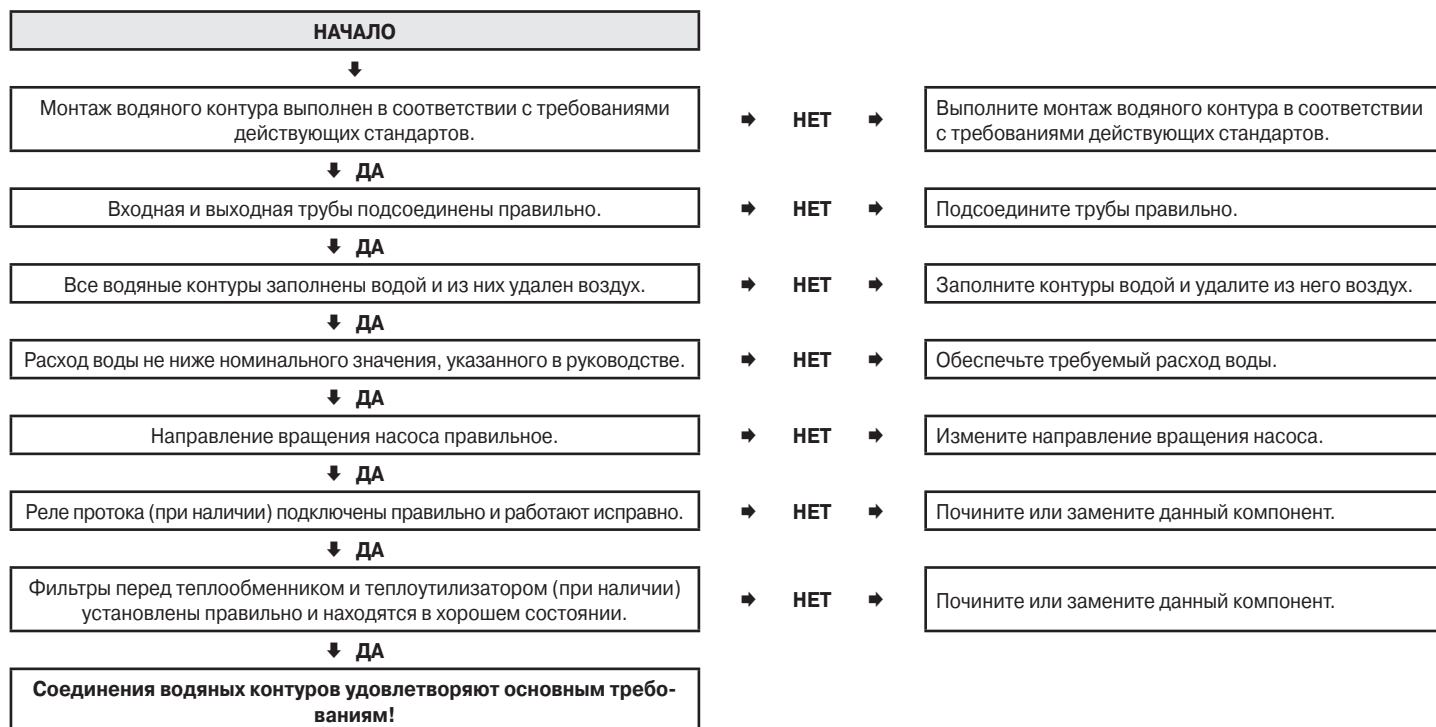 НАЧАЛО
Монтаж водяного контура выполнен в соответствии с требованиями
действующих стандартов.
НЕТ
Выполните монтаж водяного контура в соответствии
с требованиями действующих стандартов.
ДА
Входная и выходная трубы подсоединены правильно.
НЕТ
Подсоедините трубы правильно.
ДА
Все водяные контуры заполнены водой и из них удален воздух.
НЕТ
Заполните контуры водой и удалите из него воздух.
ДА
Расход воды не ниже номинального значения, указанного в руководстве.
НЕТ
Обеспечьте требуемый расход воды.
ДА
Направление вращения насоса правильное.
НЕТ
Измените направление вращения насоса.
ДА
Реле протока (при наличии) подключены правильно и работают исправно.
НЕТ
Почините или замените данный компонент.
ДА
Фильтры перед теплообменником и теплоутилизатором (при наличии)
установлены правильно и находятся в хорошем состоянии.
НЕТ
Почините или замените данный компонент.
ДА
Соединения водяных контуров удовлетворяют основным требо-
ваниям!